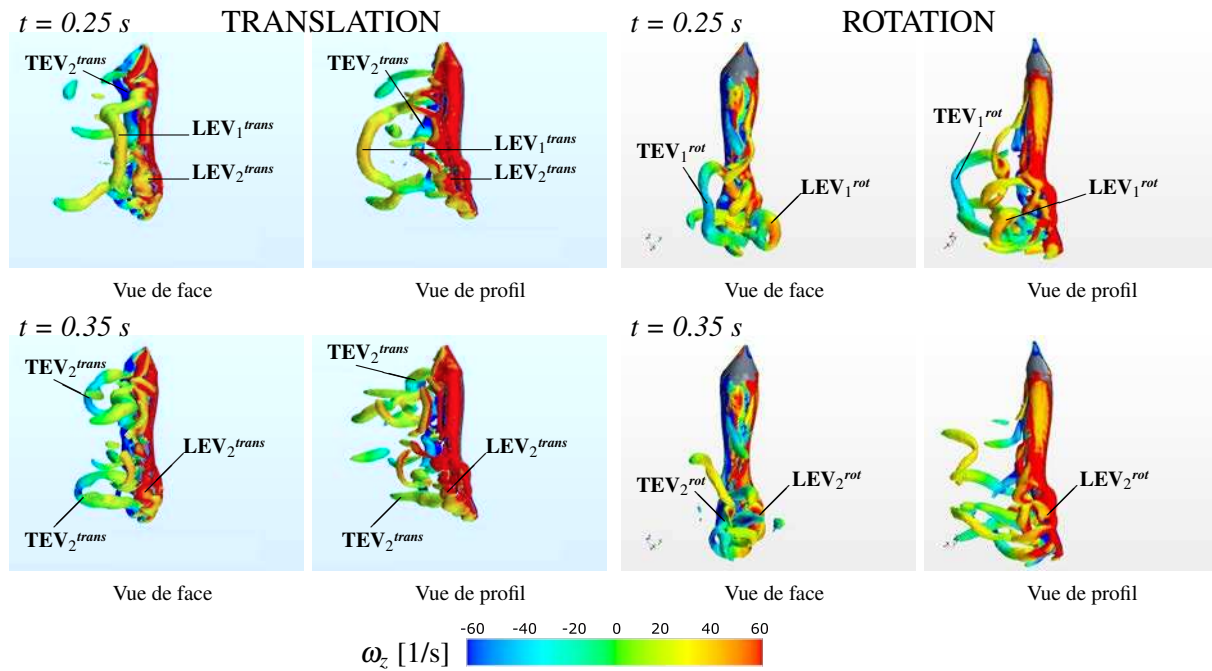 TRANSLATION
t = 0.25 s
TEV₂ᵗʳᵃⁿˢ
LEV₁ᵗʳᵃⁿˢ
LEV₂ᵗʳᵃⁿˢ
Vue de face
TEV₂ᵗʳᵃⁿˢ
LEV₁ᵗʳᵃⁿˢ
LEV₂ᵗʳᵃⁿˢ
Vue de profil
ROTATION
t = 0.25 s
TEV₁ʳᵒᵗ
LEV₁ʳᵒᵗ
Vue de face
TEV₁ʳᵒᵗ
LEV₁ʳᵒᵗ
Vue de profil
t = 0.35 s
TEV₂ᵗʳᵃⁿˢ
LEV₂ᵗʳᵃⁿˢ
TEV₂ᵗʳᵃⁿˢ
Vue de face
TEV₂ᵗʳᵃⁿˢ
LEV₂ᵗʳᵃⁿˢ
TEV₂ᵗʳᵃⁿˢ
Vue de profil
t = 0.35 s
TEV₂ʳᵒᵗ
LEV₂ʳᵒᵗ
Vue de face
LEV₂ʳᵒᵗ
Vue de profil
-60 -40 -20 0 20 40 60
ω_z [1/s]